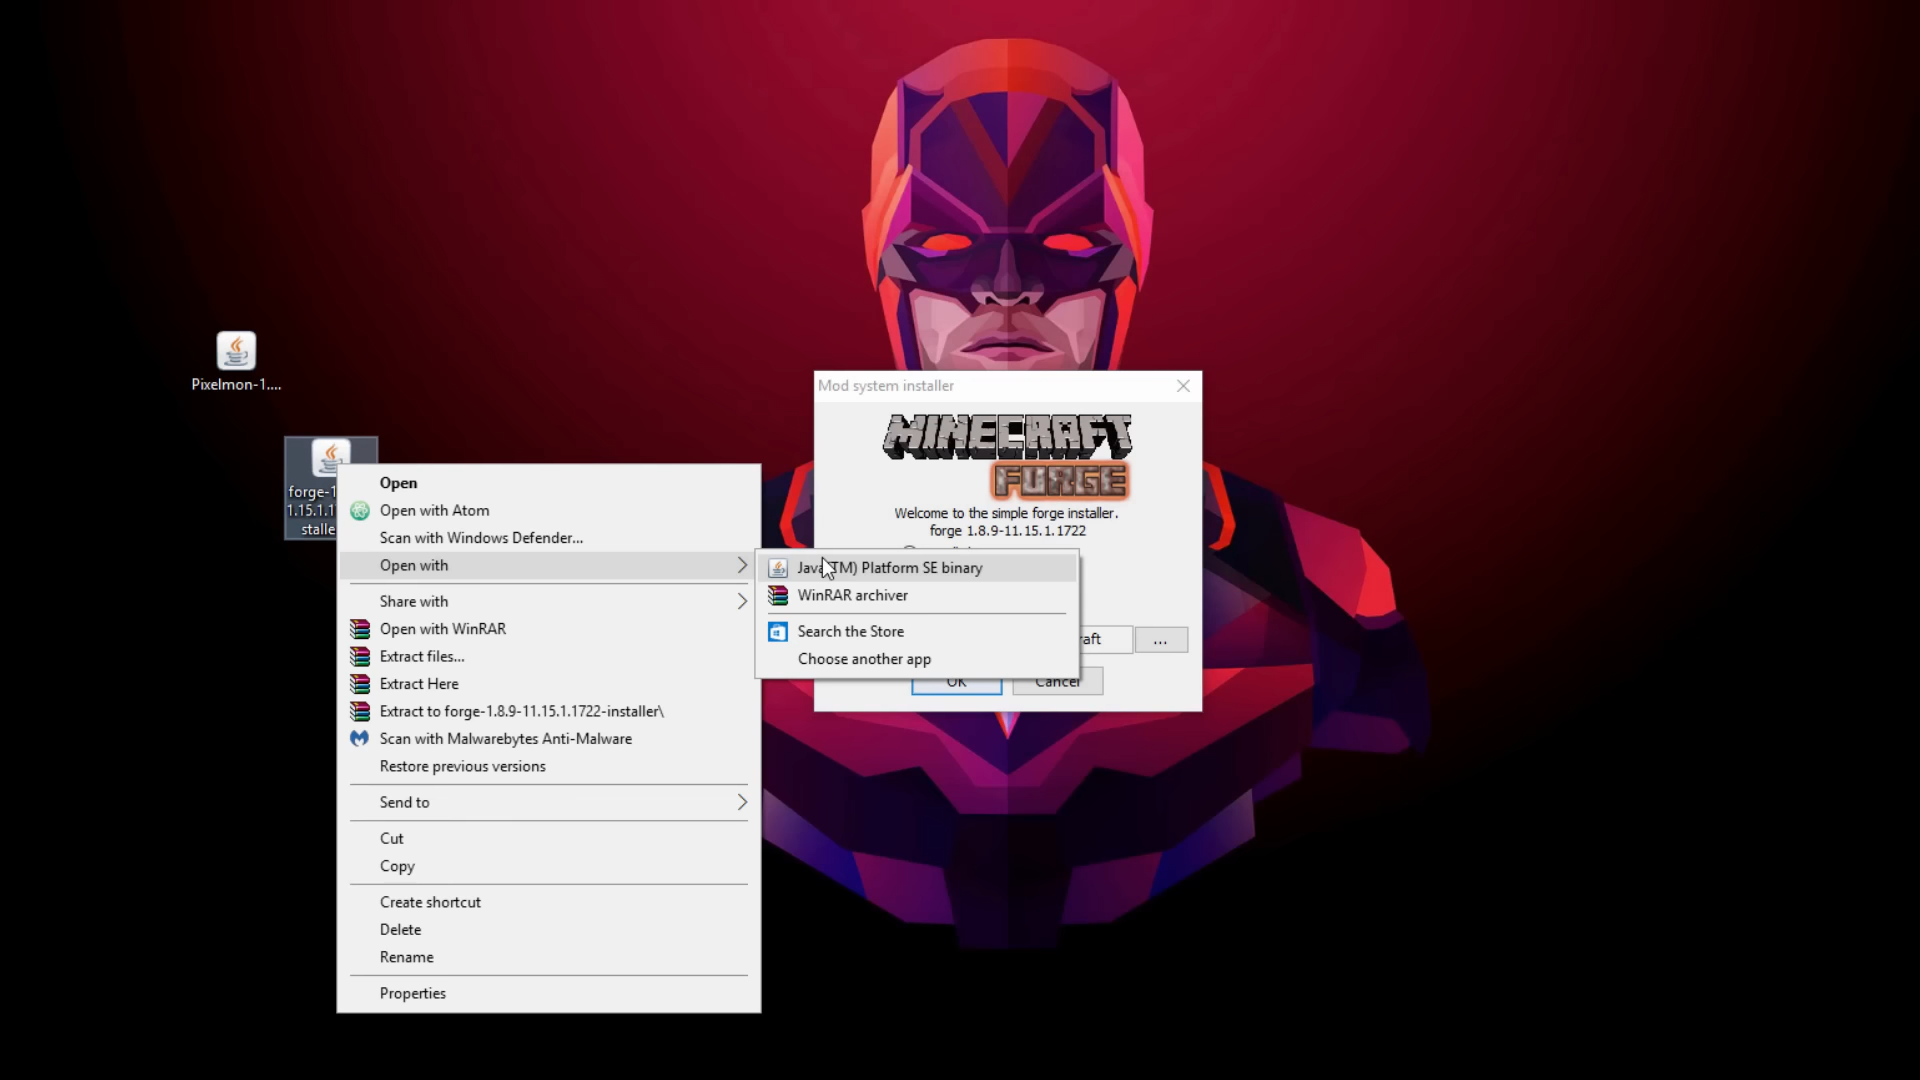 Pixelmon-1....
forge-1
1.15.1.1
stalle
Open
Open with Atom
Scan with Windows Defender...
Open with
Share with
Open with WinRAR
Extract files...
Extract Here
Extract to forge-1.8.9-11.15.1.1722-installer\
Scan with Malwarebytes Anti-Malware
Restore previous versions
Send to
Cut
Copy
Create shortcut
Delete
Rename
Properties
Java(TM) Platform SE binary
WinRAR archiver
Search the Store
Choose another app
Mod system installer
MINECRAFT
FORGE
Welcome to the simple forge installer.
forge 1.8.9-11.15.1.1722
raft
...
OK
Cancel